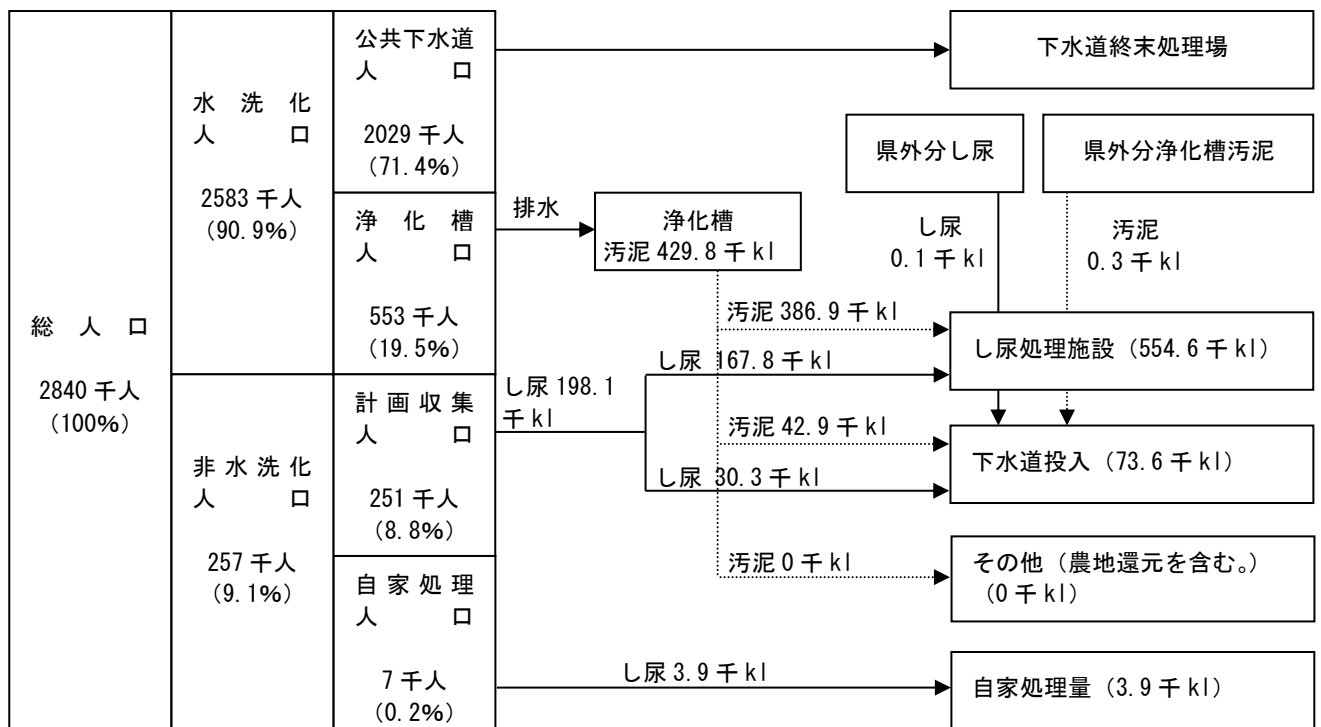 総人口
2840 千人
(100%)
水洗化
人口
2583 千人
(90.9%)
非水洗化
人口
257 千人
(9.1%)
公共下水道
人口
2029 千人
(71.4%)
浄化槽
人口
553 千人
(19.5%)
計画収集
人口
251 千人
(8.8%)
自家処理
人口
7 千人
(0.2%)
下水道終末処理場
県外分し尿
県外分浄化槽汚泥
排水
浄化槽
汚泥 429.8 千 kl
し尿
0.1 千 kl
汚泥
0.3 千 kl
汚泥 386.9 千 kl
し尿処理施設（554.6 千 kl）
し尿 167.8 千 kl
し尿 198.1
千 kl
汚泥 42.9 千 kl
下水道投入（73.6 千 kl）
し尿 30.3 千 kl
汚泥 0 千 kl
その他（農地還元を含む。）
（0 千 kl）
し尿 3.9 千 kl
自家処理量（3.9 千 kl）